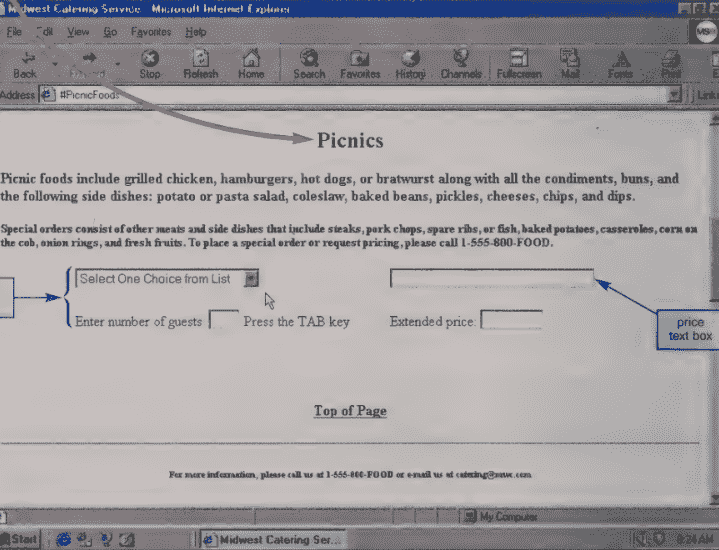 Midwest Catering Service - Microsoft Internet Explorer
File Edit View Go Favorites Help
Back Stop Refresh Home Search Favorites History Channels Fullscreen Mail Fonts Print
Address #PicnicFoods Links
Picnics
Picnic foods include grilled chicken, hamburgers, hot dogs, or bratwurst along with all the condiments, buns, and
the following side dishes: potato or pasta salad, coleslaw, baked beans, pickles, cheeses, chips, and dips.
Special orders consist of other meats and side dishes that include steaks, pork chops, spare ribs, or fish, baked potatoes, casseroles, corn on
the cob, onion rings, and fresh fruits. To place a special order or request pricing, please call 1-555-800-FOOD.
Select One Choice from List
Enter number of guests Press the TAB key Extended price:
price
text box
Top of Page
For more information, please call us at 1-555-800-FOOD or e-mail us at
My Computer
Start Midwest Catering Ser... 8:24 AM